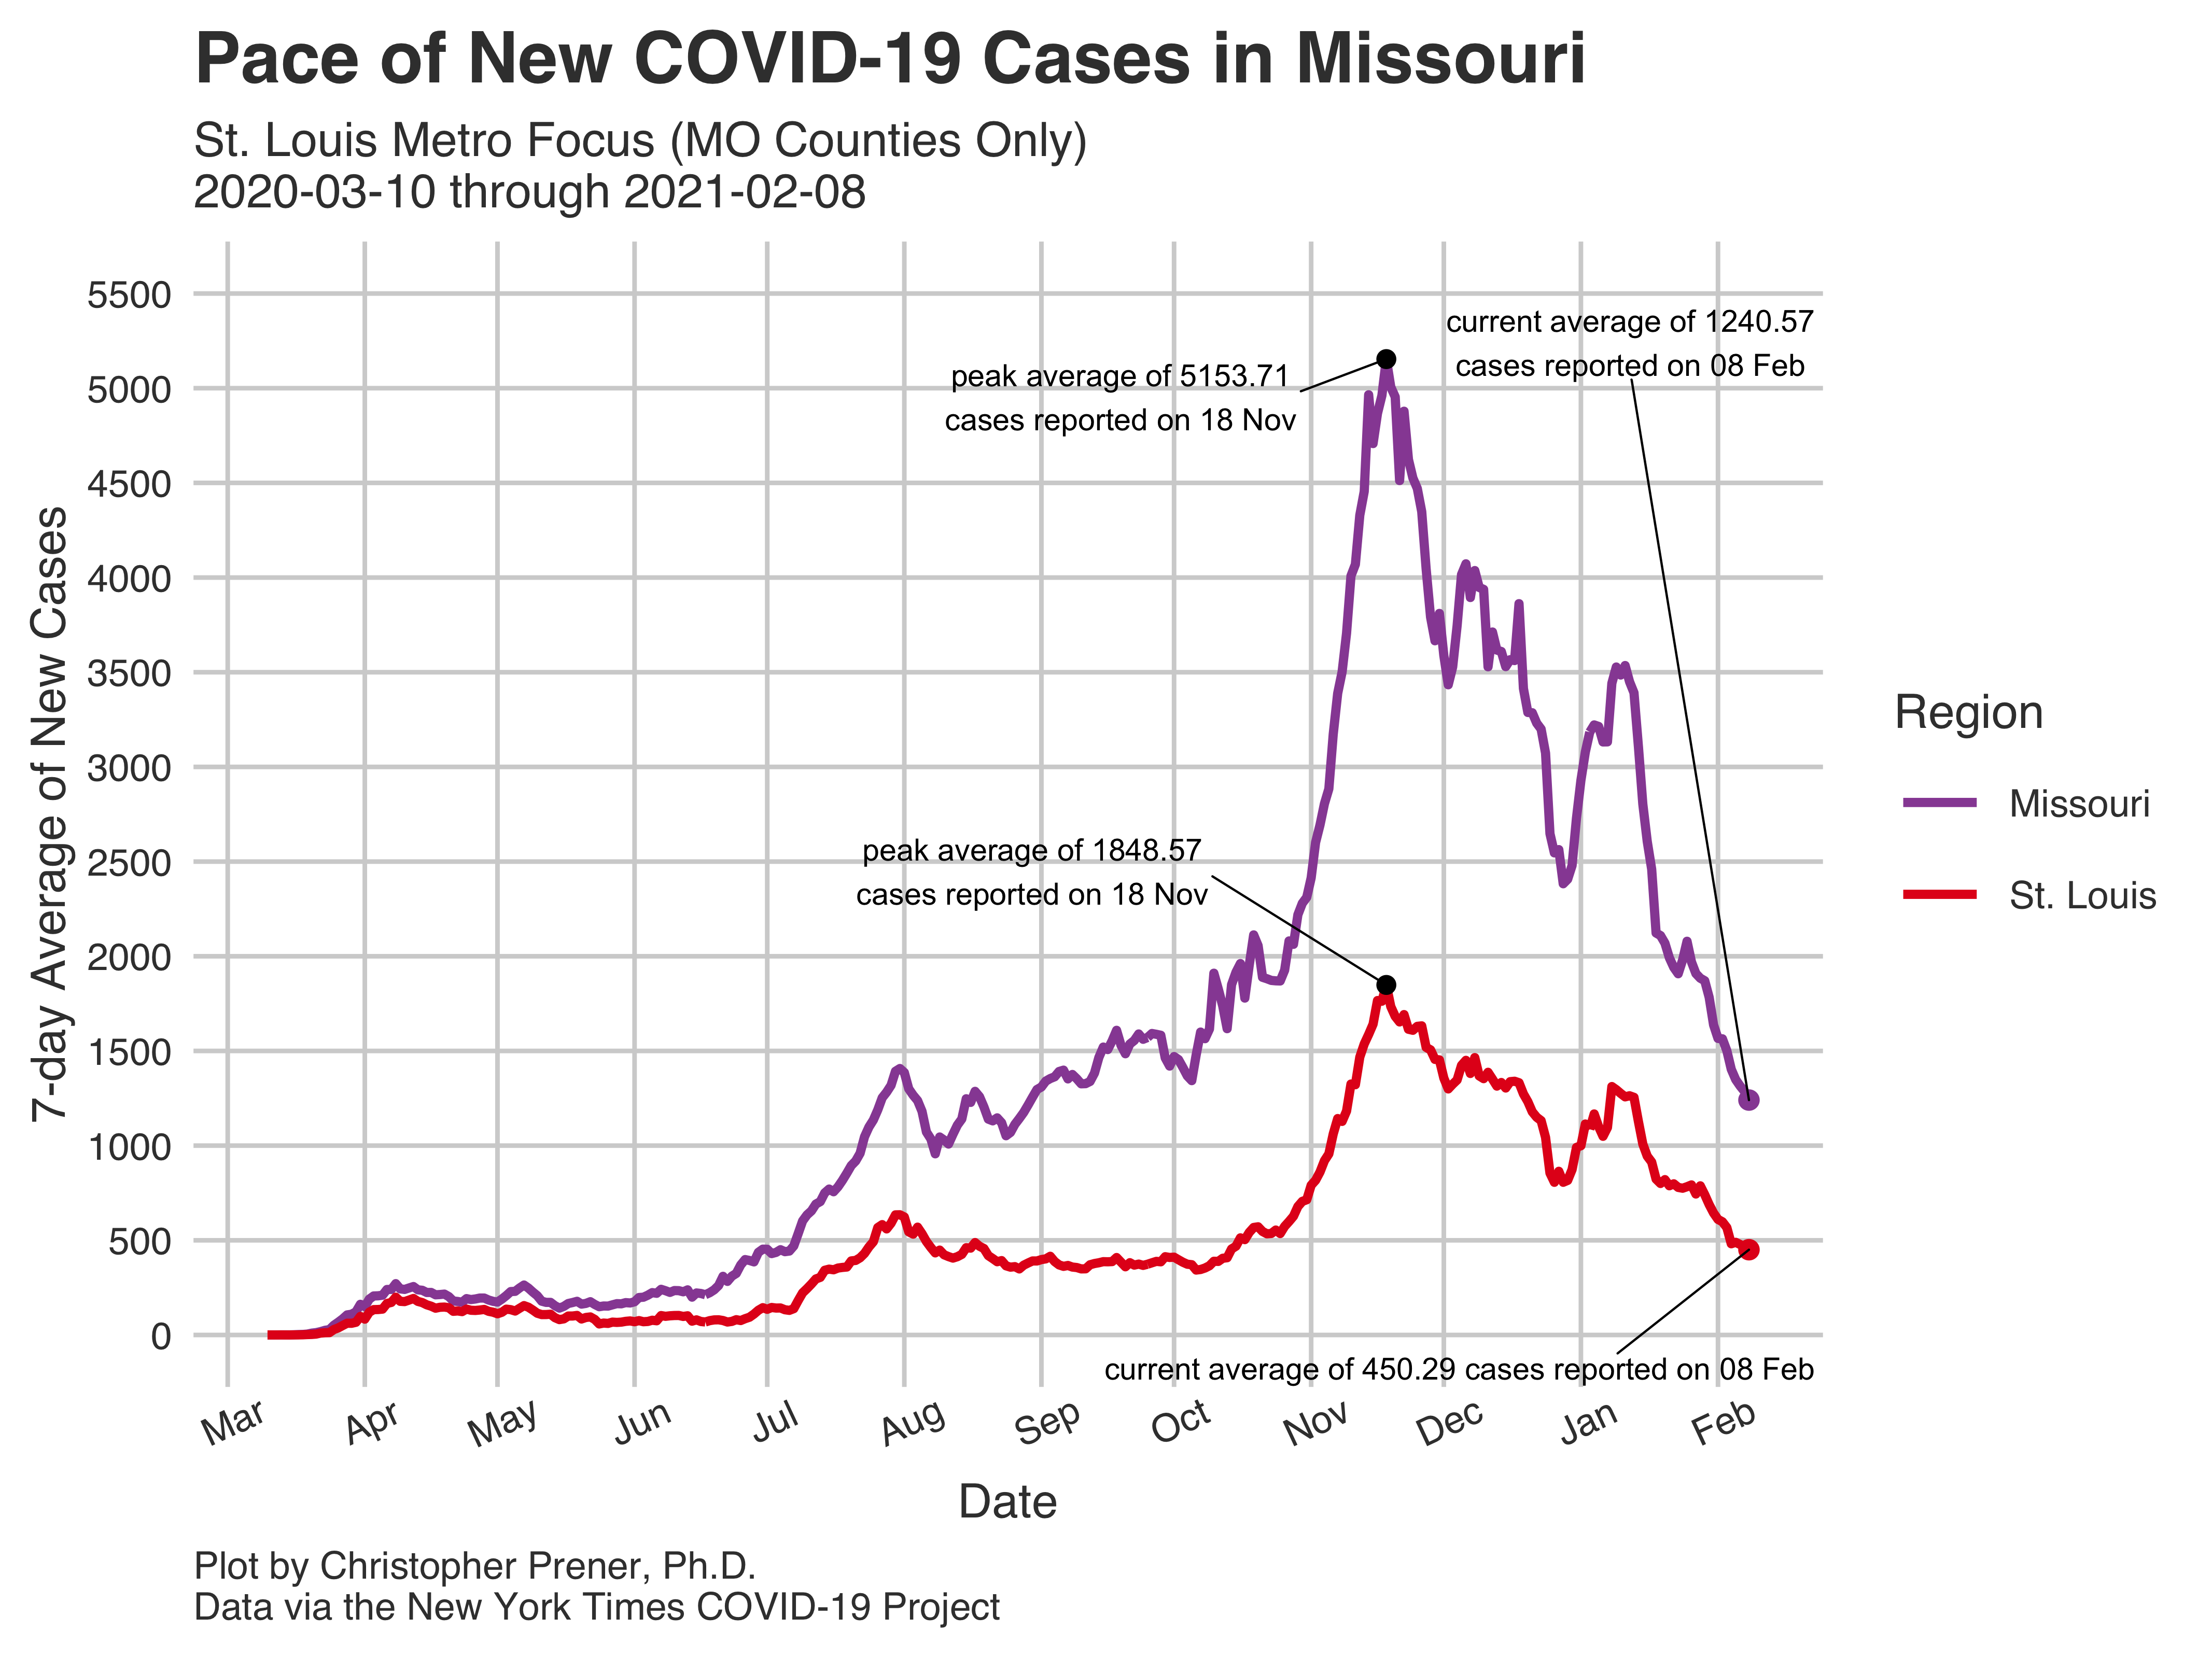 Pace of New COVID-19 Cases in Missouri
St. Louis Metro Focus (MO Counties Only)
2020-03-10 through 2021-02-08
7-day Average of New Cases
5500
5000
4500
4000
3500
3000
2500
2000
1500
1000
500
0
current average of 1240.57
cases reported on 08 Feb
peak average of 5153.71
cases reported on 18 Nov
peak average of 1848.57
cases reported on 18 Nov
current average of 450.29 cases reported on 08 Feb
Mar
Apr
May
Jun
Jul
Aug
Sep
Oct
Nov
Dec
Jan
Feb
Date
Region
Missouri
St. Louis
Plot by Christopher Prener, Ph.D.
Data via the New York Times COVID-19 Project